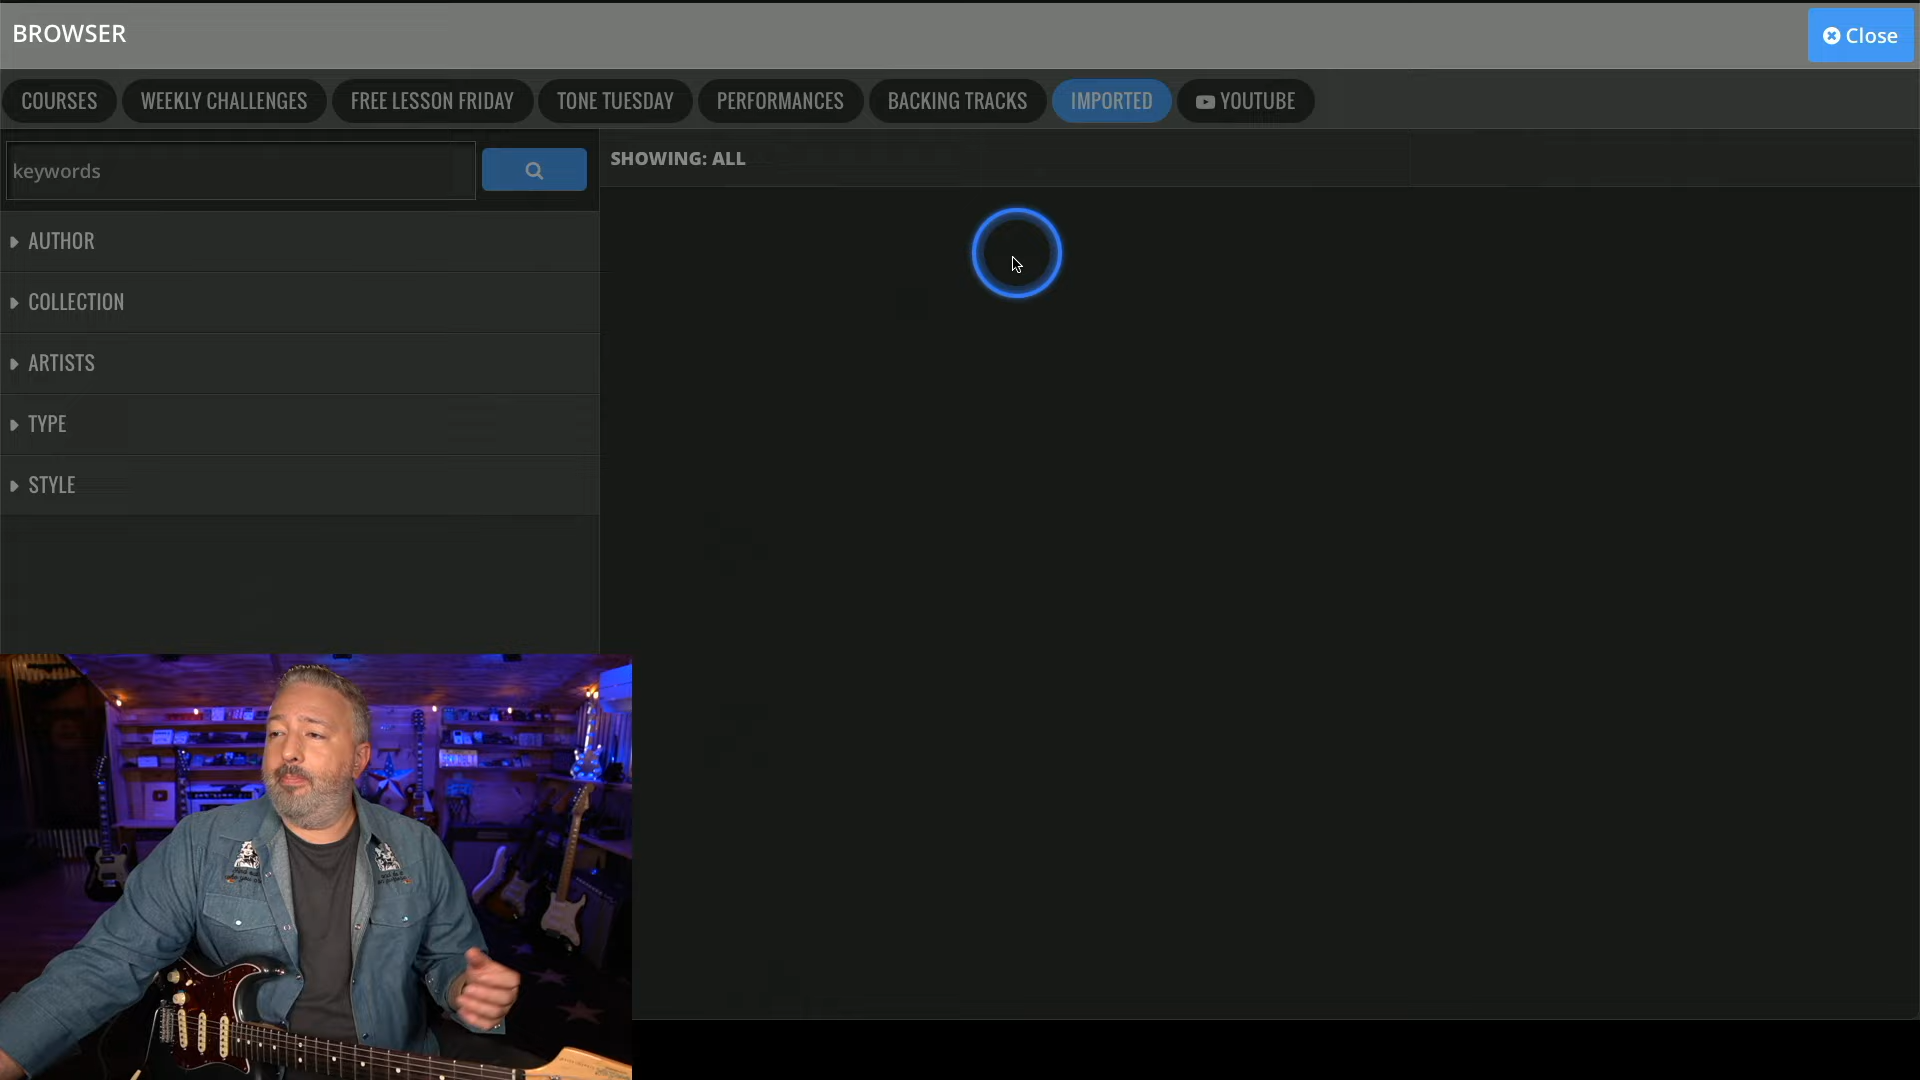 BROWSER
Close
COURSES
WEEKLY CHALLENGES
FREE LESSON FRIDAY
TONE TUESDAY
PERFORMANCES
BACKING TRACKS
IMPORTED
YOUTUBE
keywords
SHOWING: ALL
AUTHOR
COLLECTION
ARTISTS
TYPE
STYLE